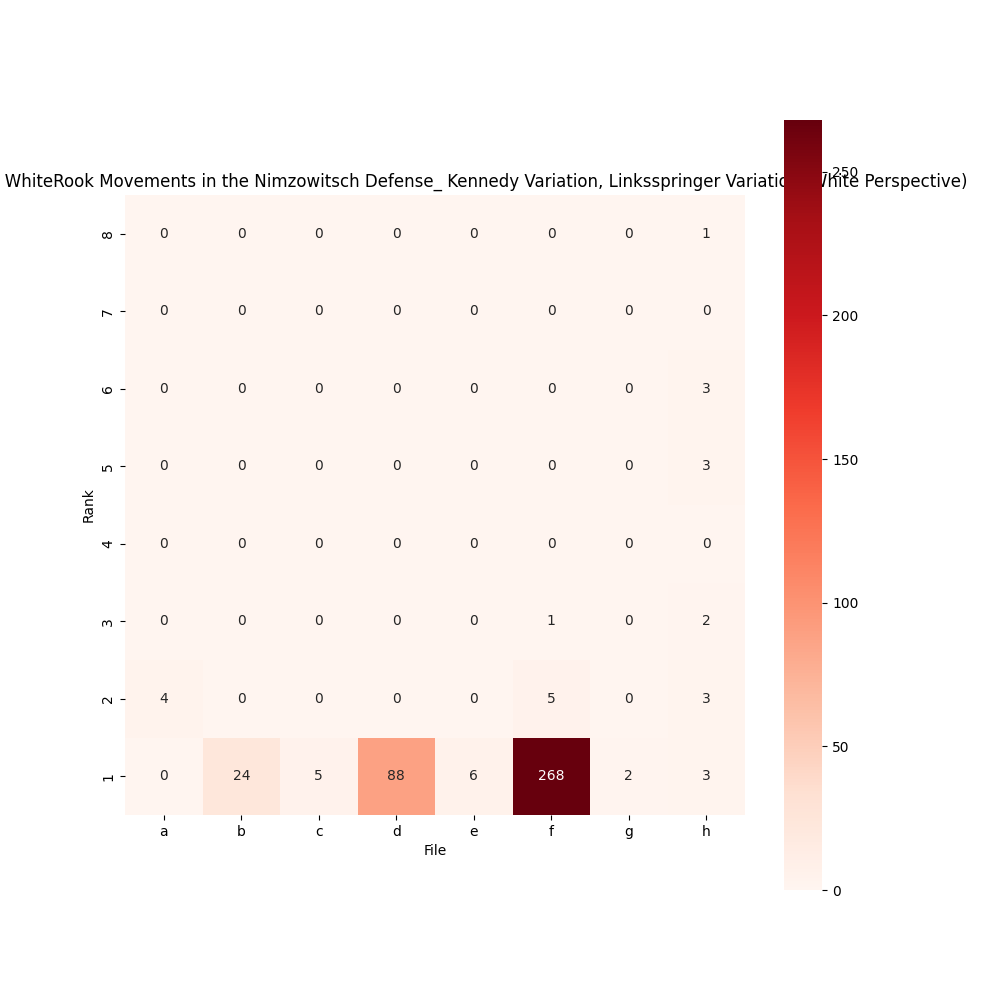 WhiteRook Movements in the Nimzowitsch Defense_ Kennedy Variation, Linksspringer Variation Perspective)
250
8 0 0 0 0 0 0 0 1
7 0 0 0 0 0 0 0 0
200
6 0 0 0 0 0 0 0 3
150
5 0 0 0 0 0 0 0 3
Rank
4 0 0 0 0 0 0 0 0
100
3 0 0 0 0 0 1 0 2
2 4 0 0 0 0 5 0 3
50
1 0 24 5 88 6 268 2 3
a b c d e f g h
File
0